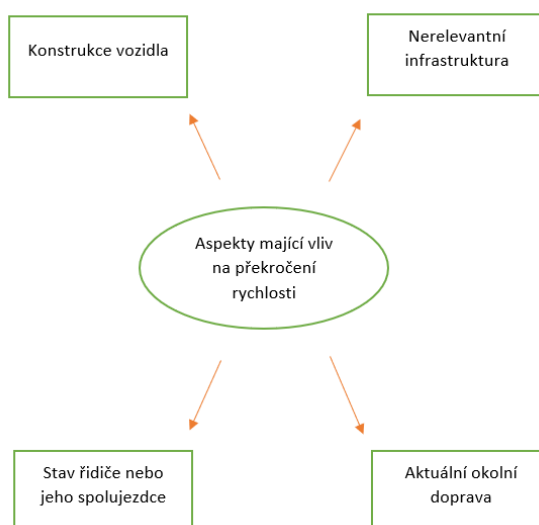 Konstrukce vozidla
Nerelevantní
infrastruktura
Aspekty mající vliv
na překročení
rychlosti
Stav řidiče nebo
jeho spolujezdce
Aktuální okolní
doprava